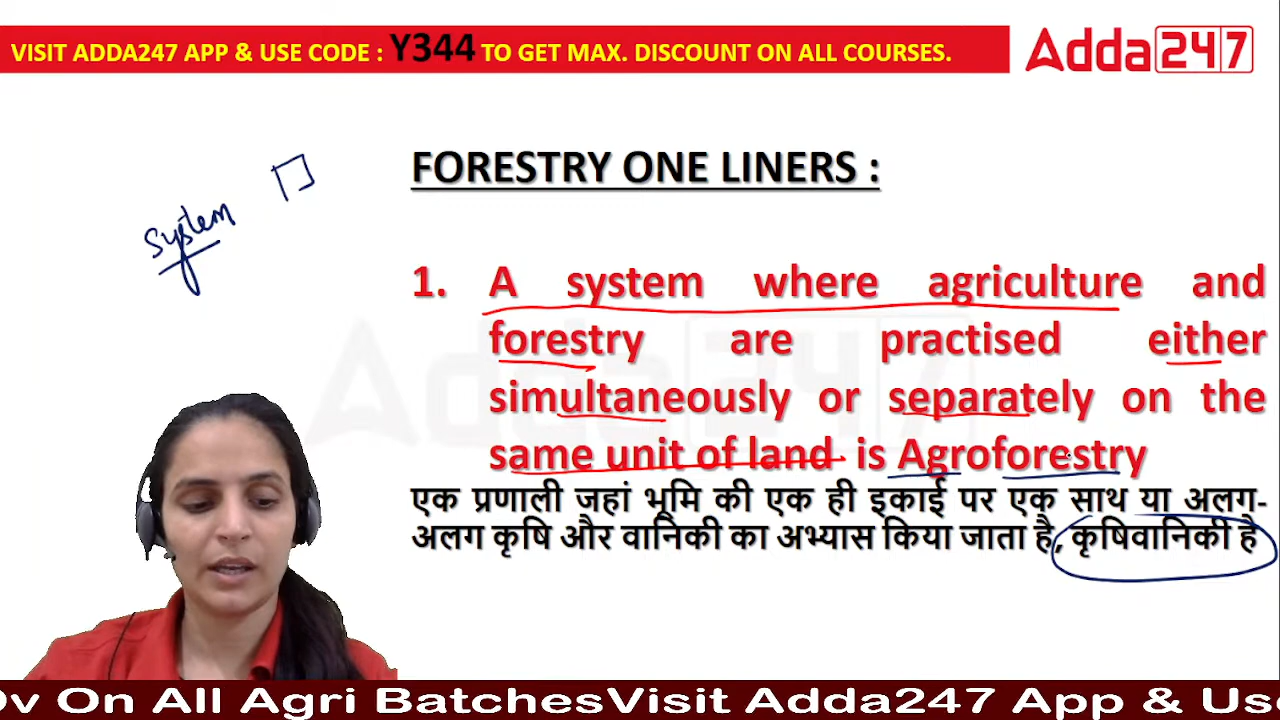 VISIT ADDA247 APP & USE CODE : Y344 TO GET MAX. DISCOUNT ON ALL COURSES.
Adda247
System
FORESTRY ONE LINERS :
1. A system where agriculture and
forestry are practised either
simultaneously or separately on the
same unit of land is Agroforestry
एक प्रणाली जहां भूमि की एक ही इकाई पर एक साथ या अलग-
अलग कृषि और वानिकी का अभ्यास किया जाता है, कृषिवानिकी है
Adda247
On All Agri BatchesVisit Adda247 App & Us